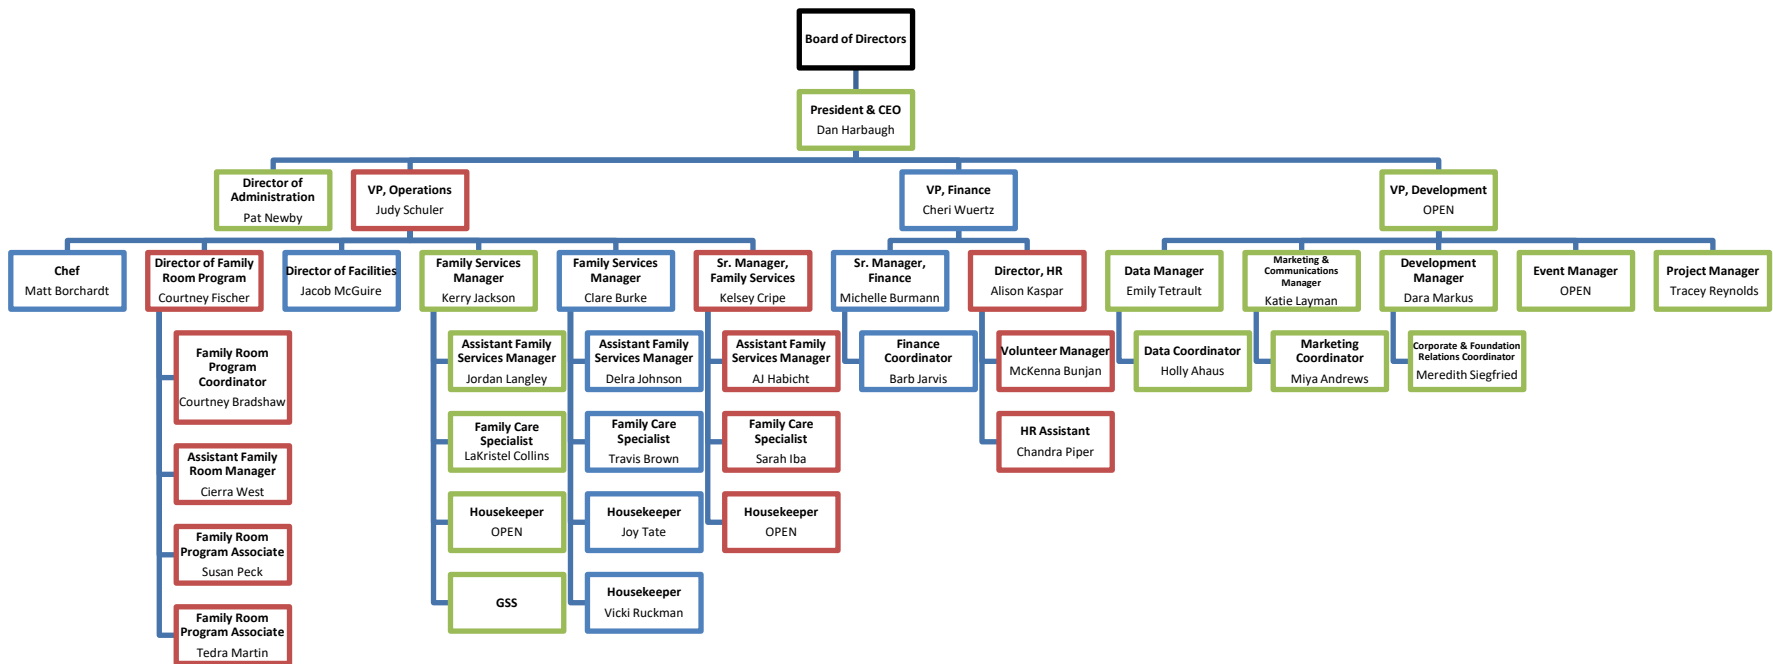 Board of Directors
President & CEO
Dan Harbaugh
Director of
Administration
Pat Newby
VP, Operations
Judy Schuler
VP, Finance
Cheri Wuertz
VP, Development
OPEN
Chef
Matt Borchardt
Director of Family
Room Program
Courtney Fischer
Director of Facilities
Jacob McGuire
Family Services
Manager
Kerry Jackson
Family Services
Manager
Clare Burke
Sr. Manager,
Family Services
Kelsey Cripe
Sr. Manager,
Finance
Michelle Burmann
Director, HR
Alison Kaspar
Data Manager
Emily Tetrault
Marketing &
Communications
Manager
Katie Layman
Development
Manager
Dara Markus
Event Manager
OPEN
Project Manager
Tracey Reynolds
Family Room
Program
Coordinator
Courtney Bradshaw
Assistant Family
Services Manager
Jordan Langley
Assistant Family
Services Manager
Delra Johnson
Assistant Family
Services Manager
AJ Habicht
Finance
Coordinator
Barb Jarvis
Volunteer Manager
McKenna Bunjan
Data Coordinator
Holly Ahaus
Marketing
Coordinator
Miya Andrews
Corporate & Foundation
Relations Coordinator
Meredith Siegfried
Assistant Family
Room Manager
Cierra West
Family Care
Specialist
LaKristel Collins
Family Care
Specialist
Travis Brown
Family Care
Specialist
Sarah Iba
HR Assistant
Chandra Piper
Family Room
Program Associate
Susan Peck
Housekeeper
OPEN
Housekeeper
Joy Tate
Housekeeper
OPEN
Family Room
Program Associate
Tedra Martin
GSS
Housekeeper
Vicki Ruckman